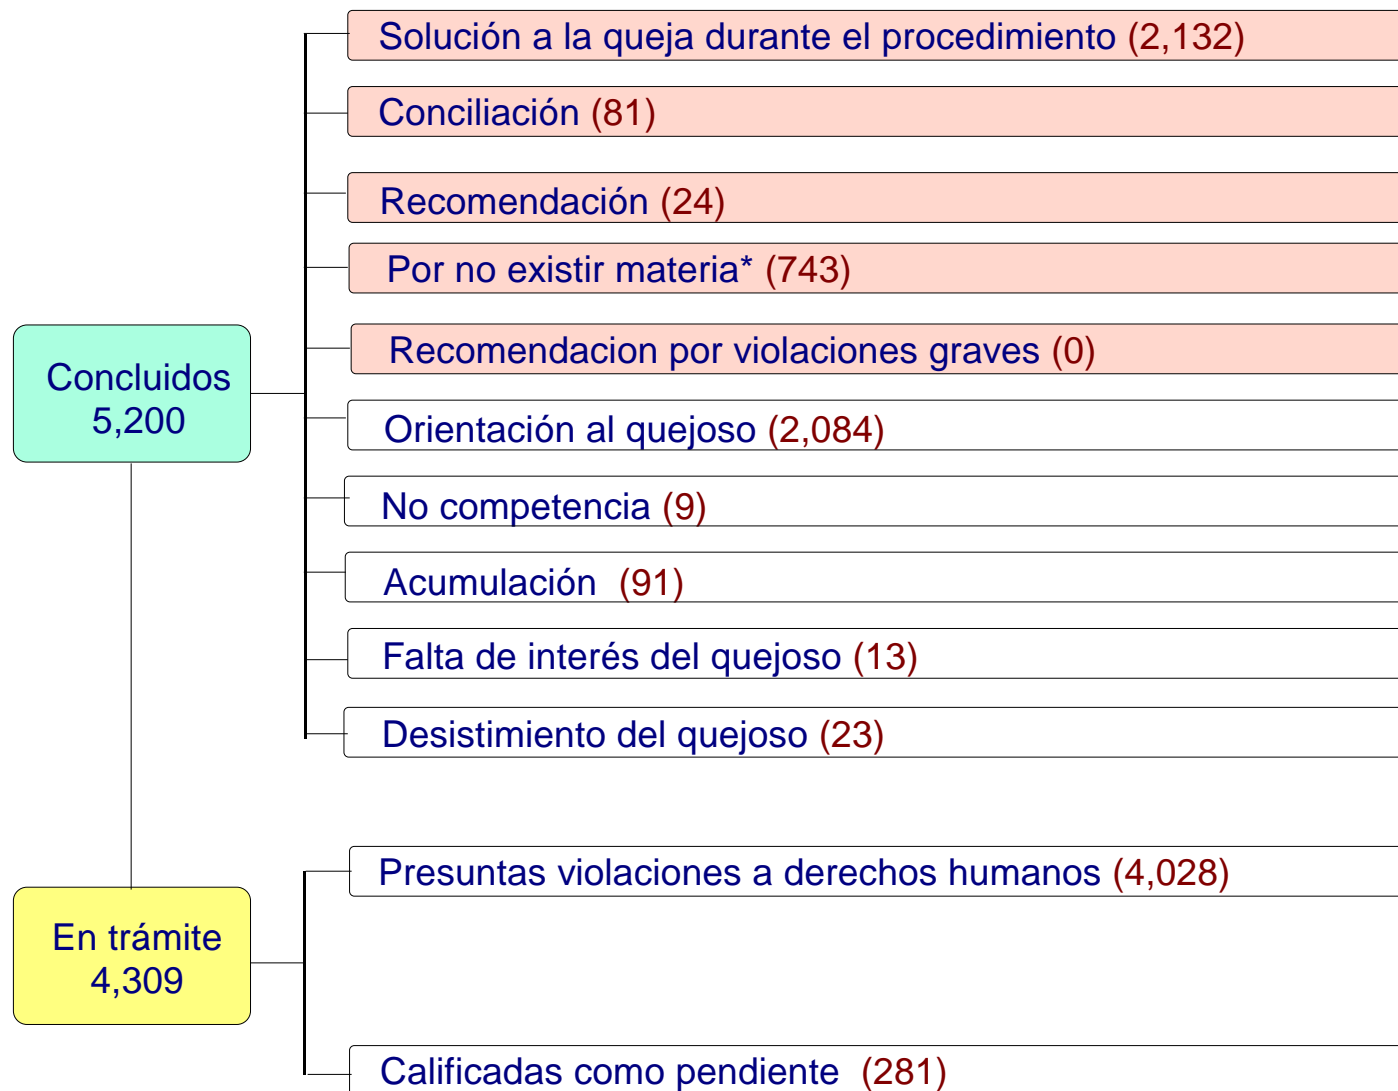 Solución a la queja durante el procedimiento (2,132)
Conciliación (81)
Recomendación (24)
Por no existir materia* (743)
Recomendacion por violaciones graves (0)
Concluidos
5,200
Orientación al quejoso (2,084)
No competencia (9)
Acumulación (91)
Falta de interés del quejoso (13)
Desistimiento del quejoso (23)
Presuntas violaciones a derechos humanos (4,028)
En trámite
4,309
Calificadas como pendiente (281)